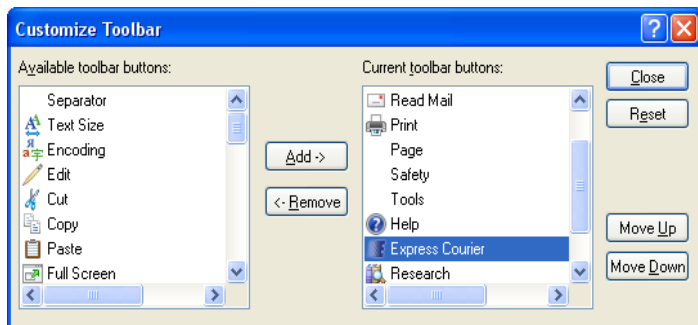 Customize Toolbar
Available toolbar buttons:
Separator
Text Size
Encoding
Edit
Cut
Copy
Paste
Full Screen
Add ->
<- Remove
Current toolbar buttons:
Read Mail
Print
Page
Safety
Tools
Help
Express Courier
Research
Close
Reset
Move Up
Move Down